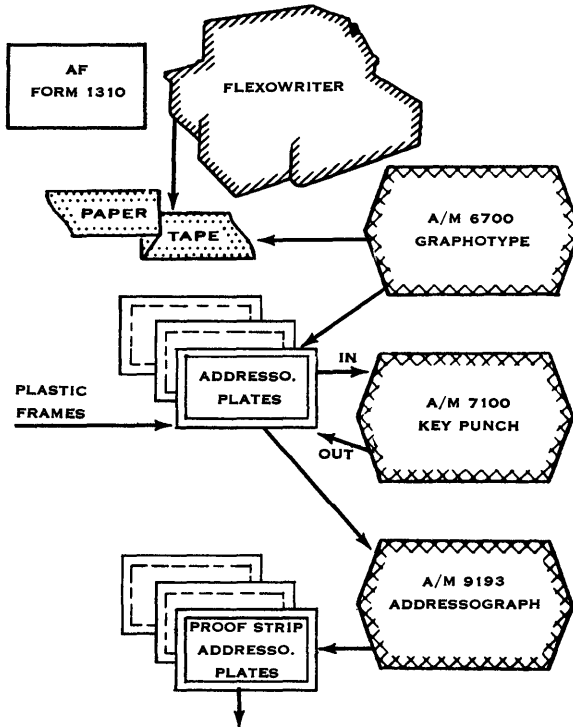 AF
FORM 1310
FLEXOWRITER
PAPER
TAPE
A/M 6700
GRAPHOTYPE
ADDRESSO.
PLATES
IN
OUT
PLASTIC
FRAMES
A/M 7100
KEY PUNCH
A/M 9193
ADDRESSOGRAPH
PROOF STRIP
ADDRESSO.
PLATES